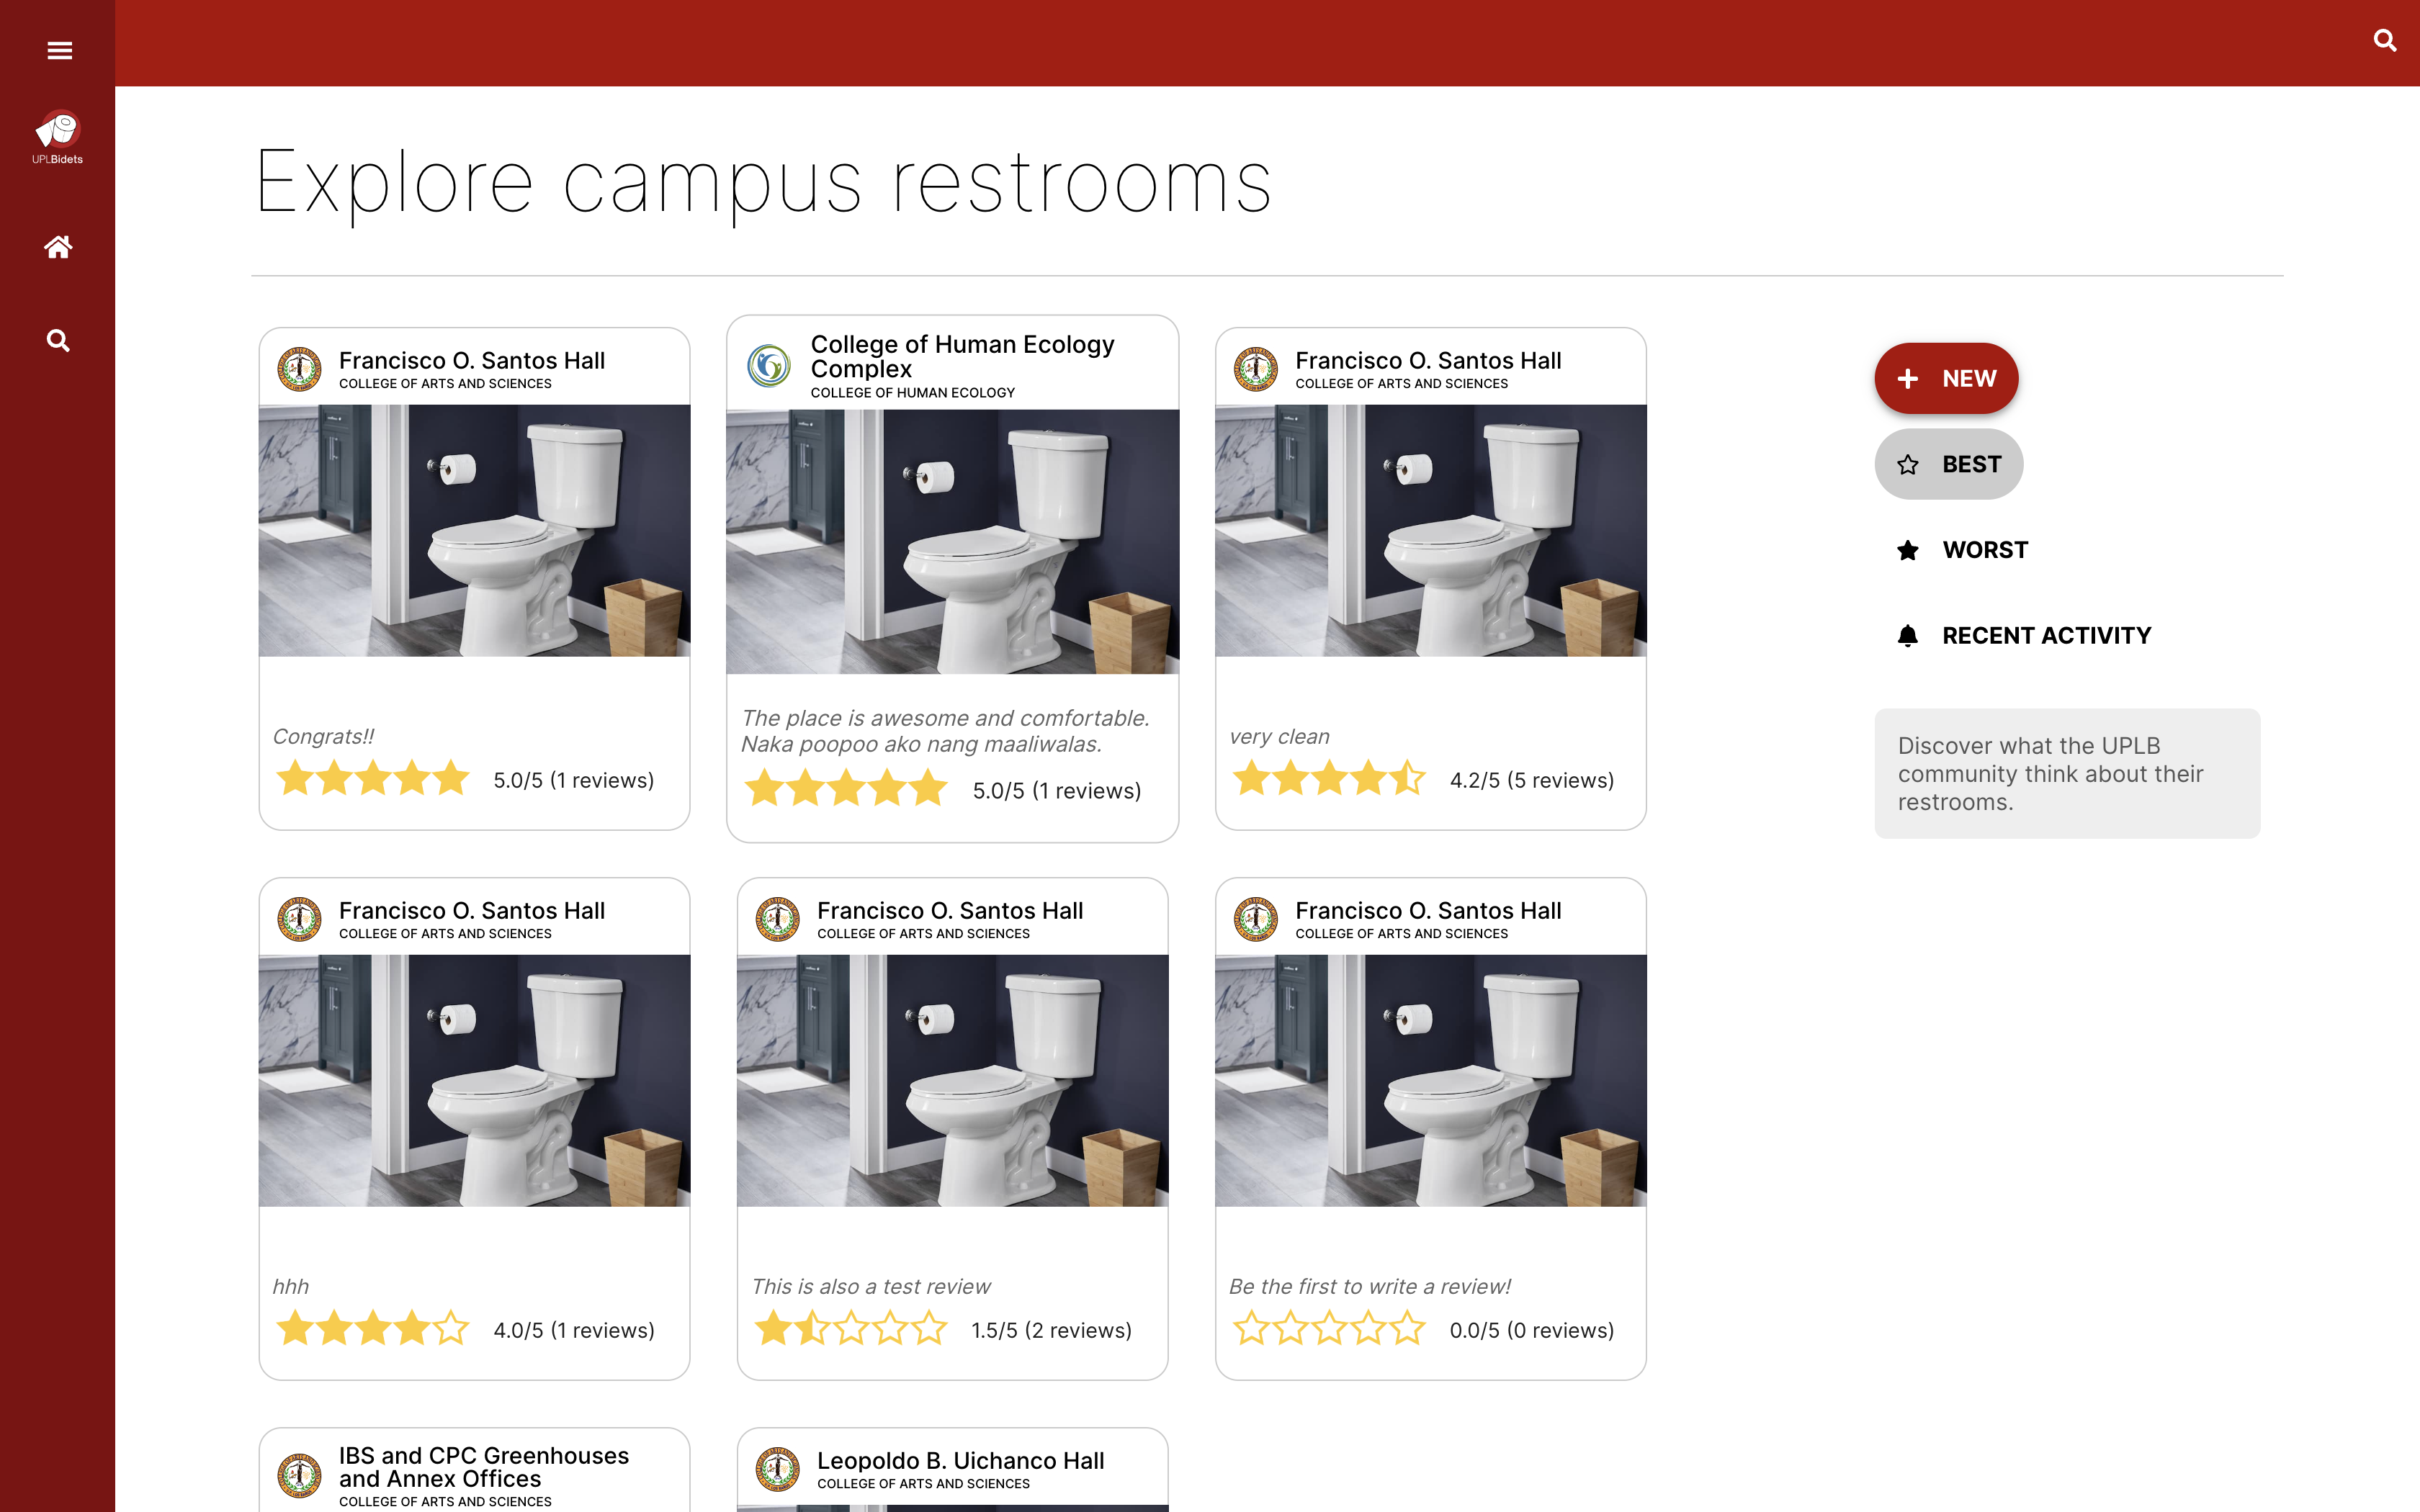 UPLBidets
Explore campus restrooms
Francisco O. Santos Hall
COLLEGE OF ARTS AND SCIENCES
Congrats!!
5.0/5 (1 reviews)
College of Human Ecology
Complex
COLLEGE OF HUMAN ECOLOGY
The place is awesome and comfortable.
Naka poopoo ako nang maaliwalas.
5.0/5 (1 reviews)
Francisco O. Santos Hall
COLLEGE OF ARTS AND SCIENCES
very clean
4.2/5 (5 reviews)
NEW
BEST
WORST
RECENT ACTIVITY
Discover what the UPLB
community think about their
restrooms.
Francisco O. Santos Hall
COLLEGE OF ARTS AND SCIENCES
hhh
4.0/5 (1 reviews)
Francisco O. Santos Hall
COLLEGE OF ARTS AND SCIENCES
This is also a test review
1.5/5 (2 reviews)
Francisco O. Santos Hall
COLLEGE OF ARTS AND SCIENCES
Be the first to write a review!
0.0/5 (0 reviews)
IBS and CPC Greenhouses
and Annex Offices
COLLEGE OF ARTS AND SCIENCES
Leopoldo B. Uichanco Hall
COLLEGE OF ARTS AND SCIENCES